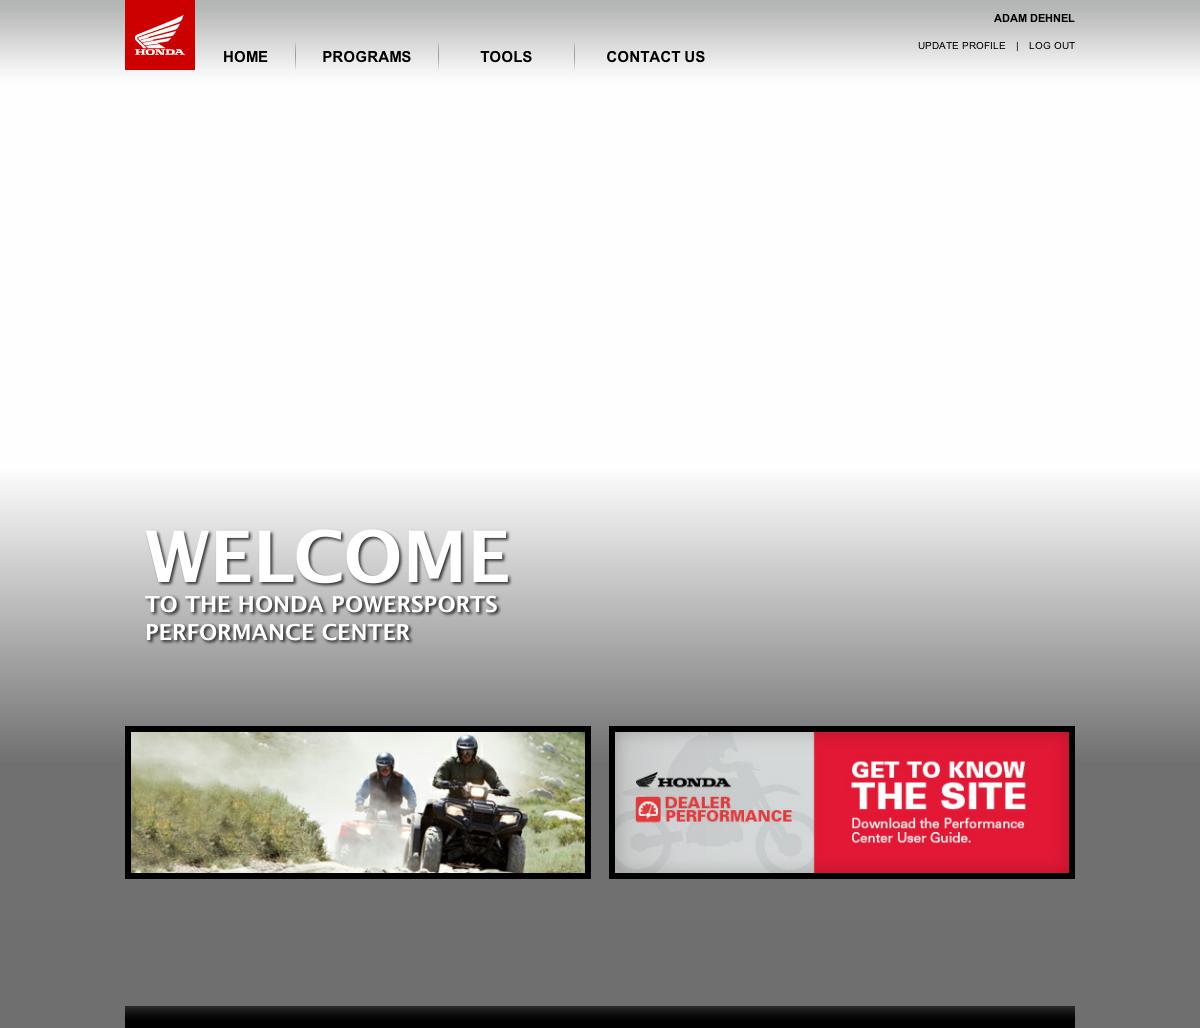 ADAM DEHNEL
UPDATE PROFILE | LOG OUT
HONDA
HOME
PROGRAMS
TOOLS
CONTACT US
WELCOME
TO THE HONDA POWERSPORTS
PERFORMANCE CENTER
HONDA
DEALER
PERFORMANCE
GET TO KNOW
THE SITE
Download the Performance
Center User Guide.